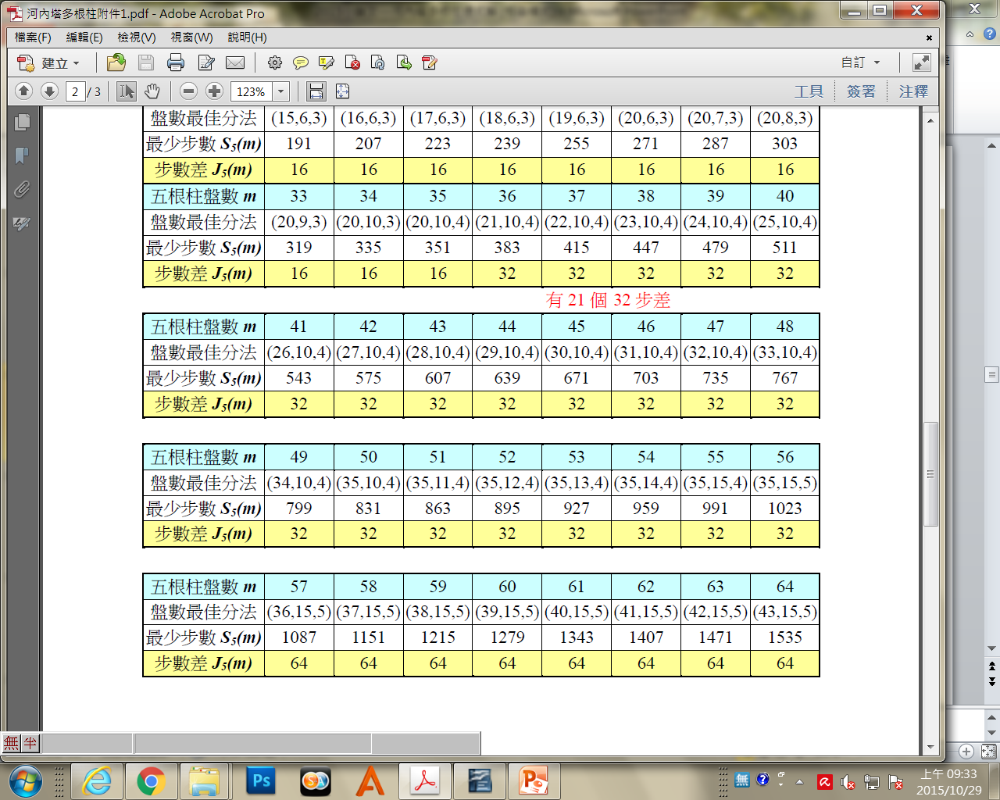 河內塔多根柱附件1.pdf - Adobe Acrobat Pro
檔案(F) 編輯(E) 檢視(V) 視窗(W) 說明(H)
建立 自訂
2 / 3 123% 工具 簽署 注釋
盤數最佳分法 (15,6,3) (16,6,3) (17,6,3) (18,6,3) (19,6,3) (20,6,3) (20,7,3) (20,8,3)
最少步數 S5(m) 191 207 223 239 255 271 287 303
步數差 J5(m) 16 16 16 16 16 16 16 16
五根柱盤數 m 33 34 35 36 37 38 39 40
盤數最佳分法 (20,9,3) (20,10,3) (20,10,4) (21,10,4) (22,10,4) (23,10,4) (24,10,4) (25,10,4)
最少步數 S5(m) 319 335 351 383 415 447 479 511
步數差 J5(m) 16 16 16 32 32 32 32 32
有 21 個 32 步差
五根柱盤數 m 41 42 43 44 45 46 47 48
盤數最佳分法 (26,10,4) (27,10,4) (28,10,4) (29,10,4) (30,10,4) (31,10,4) (32,10,4) (33,10,4)
最少步數 S5(m) 543 575 607 639 671 703 735 767
步數差 J5(m) 32 32 32 32 32 32 32 32
五根柱盤數 m 49 50 51 52 53 54 55 56
盤數最佳分法 (34,10,4) (35,10,4) (35,11,4) (35,12,4) (35,13,4) (35,14,4) (35,15,4) (35,15,5)
最少步數 S5(m) 799 831 863 895 927 959 991 1023
步數差 J5(m) 32 32 32 32 32 32 32 32
五根柱盤數 m 57 58 59 60 61 62 63 64
盤數最佳分法 (36,15,5) (37,15,5) (38,15,5) (39,15,5) (40,15,5) (41,15,5) (42,15,5) (43,15,5)
最少步數 S5(m) 1087 1151 1215 1279 1343 1407 1471 1535
步數差 J5(m) 64 64 64 64 64 64 64 64
無 半
Ps 無 上午 09:33
2015/10/29